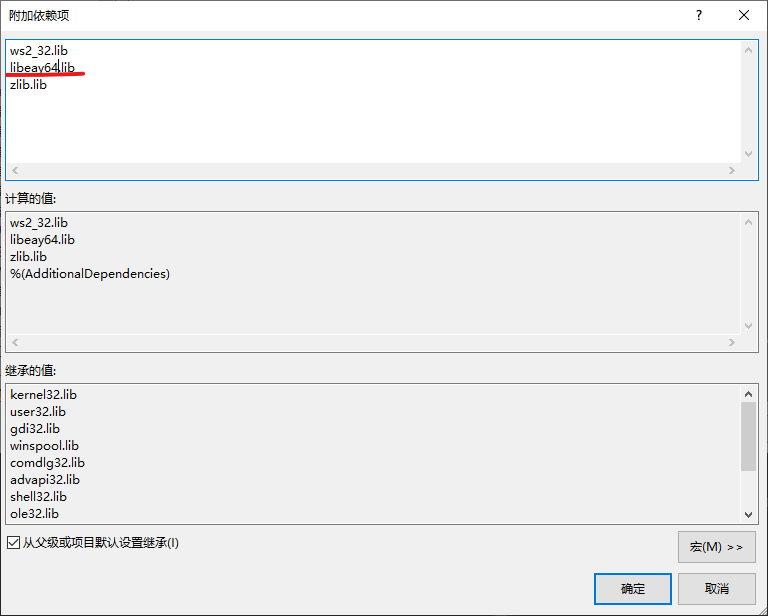 附加依赖项
ws2_32.lib
libeay64.lib
zlib.lib
计算的值:
ws2_32.lib
libeay64.lib
zlib.lib
%(AdditionalDependencies)
继承的值:
kernel32.lib
user32.lib
gdi32.lib
winspool.lib
comdlg32.lib
advapi32.lib
shell32.lib
ole32.lib
从父级或项目默认设置继承(I)
宏(M) >>
确定
取消